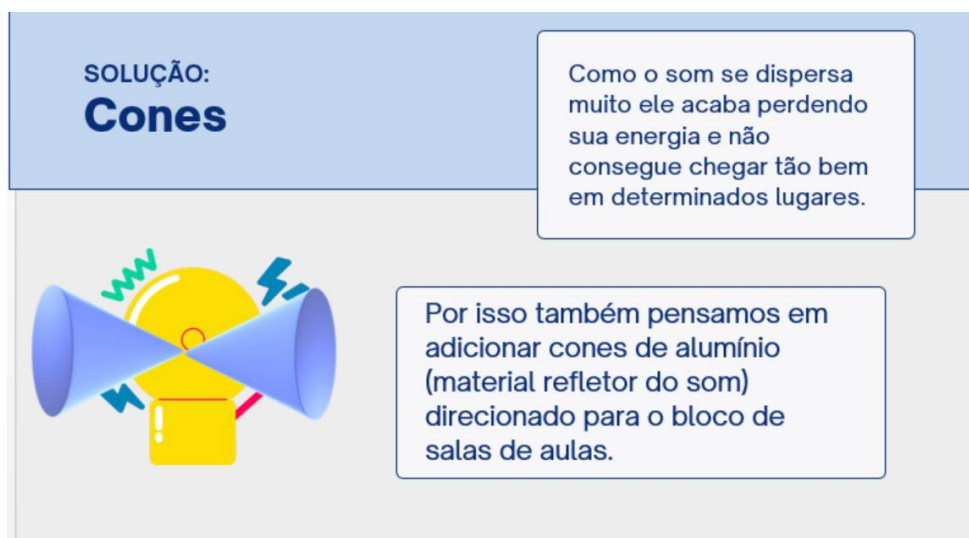 SOLUÇÃO:
Cones
Como o som se dispersa
muito ele acaba perdendo
sua energia e não
consegue chegar tão bem
em determinados lugares.
Por isso também pensamos em
adicionar cones de alumínio
(material refletor do som)
direcionado para o bloco de
salas de aulas.